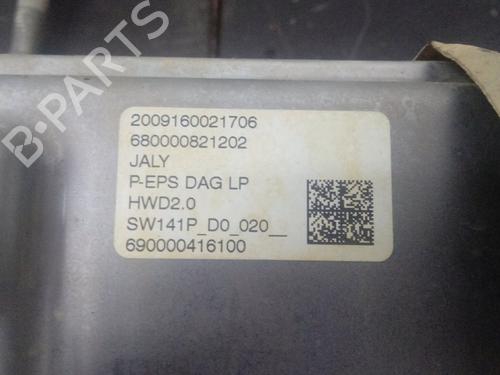 2009160021706
680000821202
JALY
P-EPS DAG LP
HWD2.0
SW141P_D0_020__
690000416100
B-PARTS